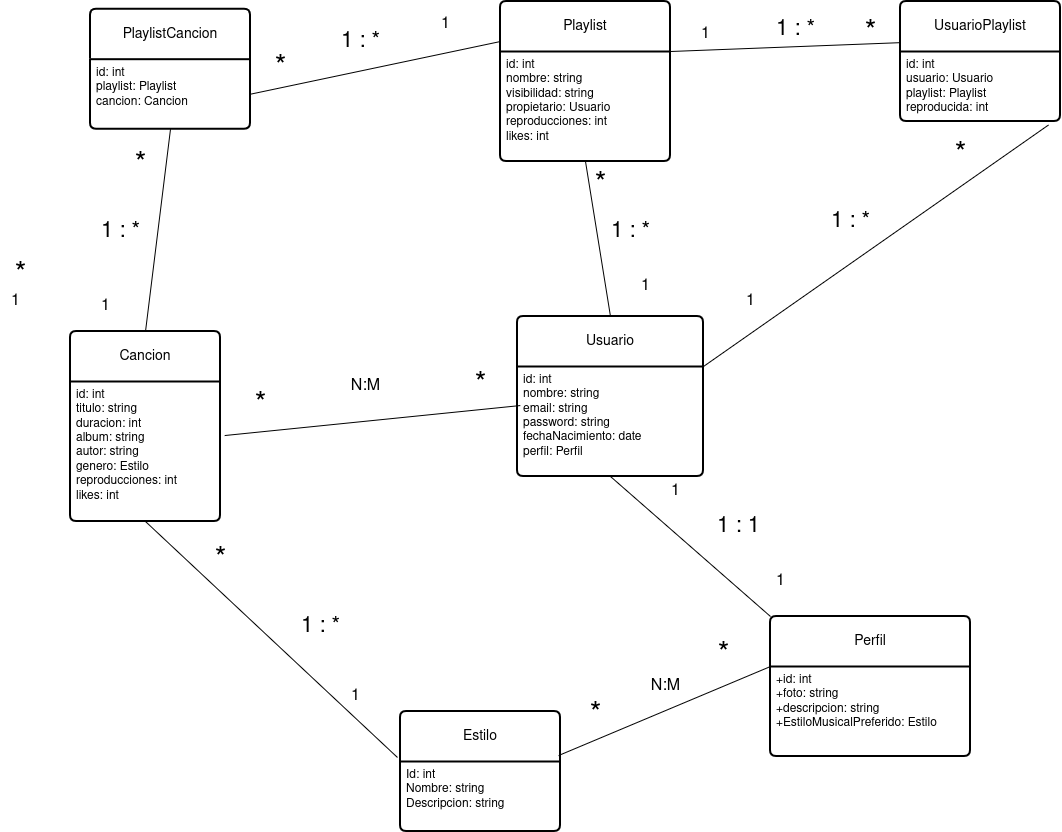 PlaylistCancion
id: int
playlist: Playlist
cancion: Cancion
*
1 : *
1
Playlist
id: int
nombre: string
visibilidad: string
propietario: Usuario
reproducciones: int
likes: int
1
1 : *
*
UsuarioPlaylist
id: int
usuario: Usuario
playlist: Playlist
reproducida: int
*
1 : *
1
*
1
*
1 : *
1
*
1 : *
1
Cancion
id: int
titulo: string
duracion: int
album: string
autor: string
genero: Estilo
reproducciones: int
likes: int
*
N:M
*
Usuario
id: int
nombre: string
email: string
password: string
fechaNacimiento: date
perfil: Perfil
1
1 : 1
1
*
1 : *
1
Estilo
Id: int
Nombre: string
Descripcion: string
*
N:M
*
Perfil
+id: int
+foto: string
+descripcion: string
+EstiloMusicalPreferido: Estilo